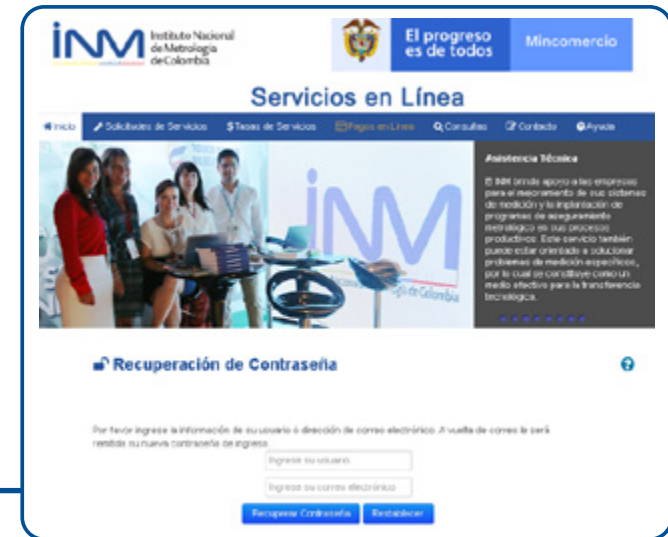 INM Instituto Nacional
de Metrología
de Colombia
El progreso
es de todos
Mincomercio
Servicios en Línea
Inicio Solicitudes de Servicios $Tasas de Servicios Pagos en Línea Consultas Contacto Ayuda
INM
de Colombia
Asistencia Técnica
El INM brinda apoyo a las empresas
para el mejoramiento de sus sistemas
de medición y la implantación de
programas de aseguramiento
metrológico en sus procesos
productivos. Este servicio también
puede estar orientado a solucionar
problemas de medición específicos,
por lo cual se constituye como un
medio efectivo para la transferencia
tecnológica.
Recuperación de Contraseña
Por favor ingrese la información de su usuario ó dirección de correo electrónico. A vuelta de correo le será
remitida su nueva contraseña de ingreso.
Ingrese su usuario
Ingrese su correo electrónico
Recuperar Contraseña Restablecer